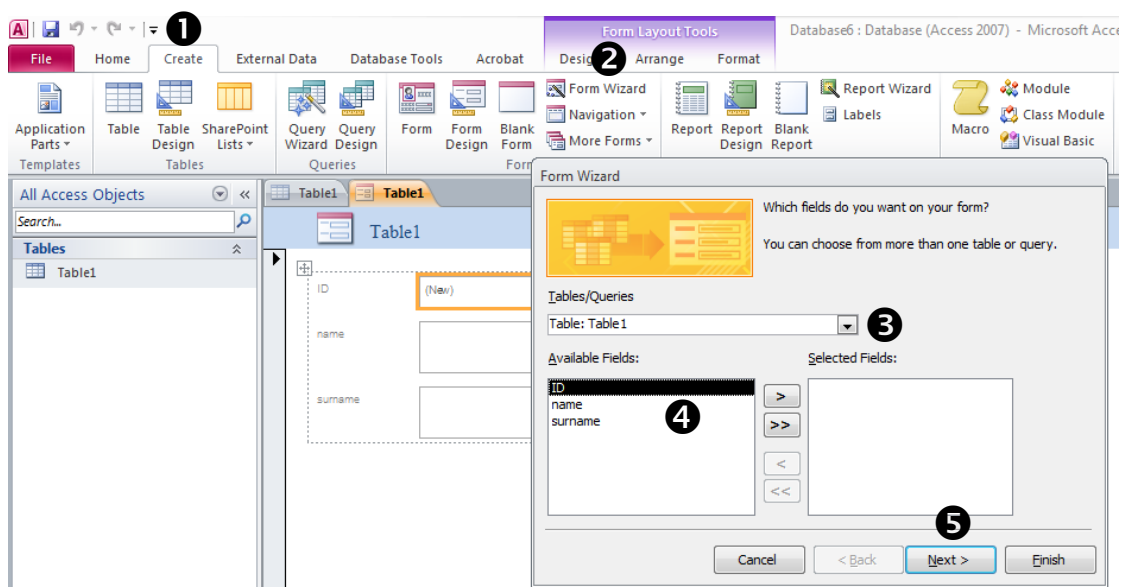 A
❶
Form Layout Tools
Database6 : Database (Access 2007) - Microsoft Acce
File Home Create External Data Database Tools Acrobat Desig ❷ Arrange Format
Application Parts
Table
Table Design
SharePoint Lists
Query Wizard
Query Design
Form
Form Design
Blank Form
Form Wizard
Navigation
More Forms
Report
Report Design
Blank Report
Report Wizard
Labels
Macro
Module
Class Module
Visual Basic
Templates Tables Queries Form
All Access Objects «
Search...
Tables
Table1
Table1 Table1
Table1
ID (New)
name
surname
Form Wizard
Which fields do you want on your form?
You can choose from more than one table or query.
Tables/Queries
Table: Table1 ❸
Available Fields: Selected Fields:
ID
name
surname
❹
>
>>
<
<<
❺
Cancel < Back Next > Finish